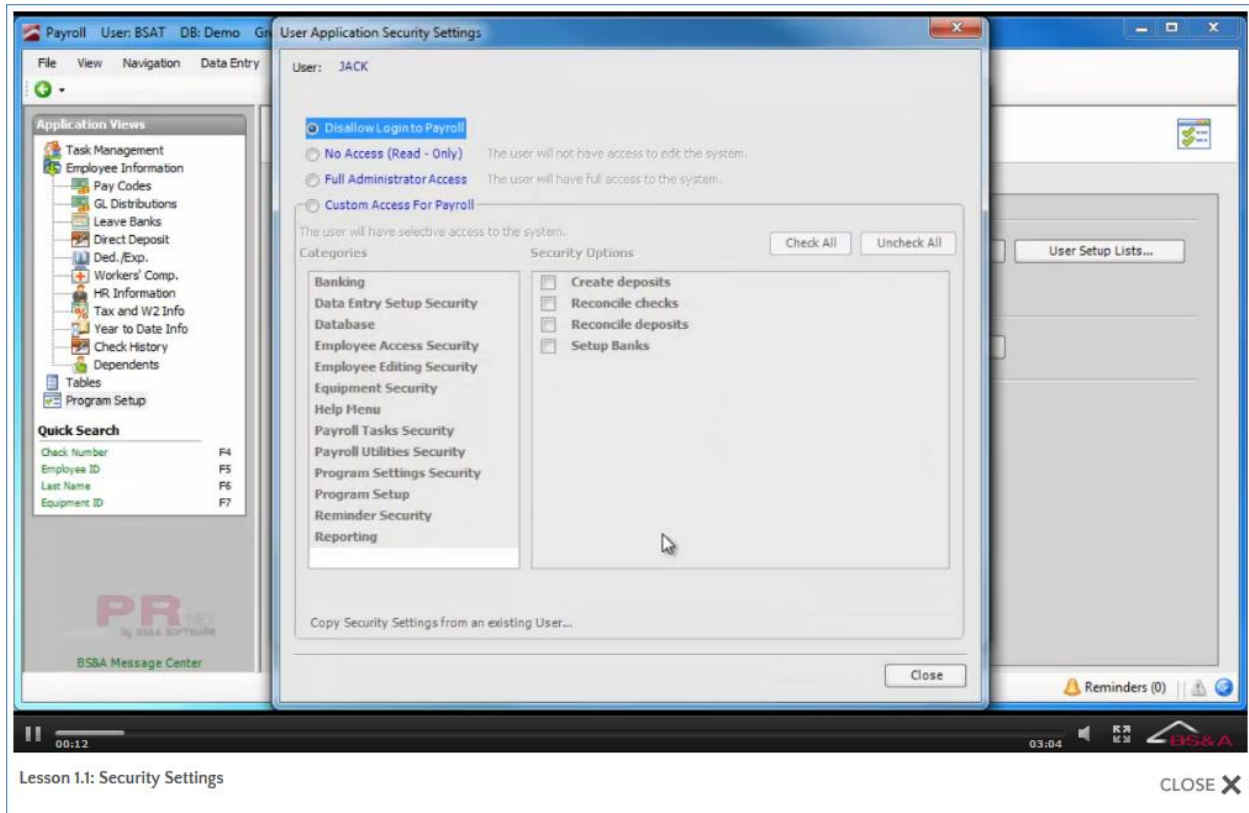 Payroll User: BSAT DB: Demo
User Application Security Settings
File View Navigation Data Entry
User: JACK
Application Views
Task Management
Employee Information
Pay Codes
GL Distributions
Leave Banks
Direct Deposit
Ded./Exp.
Workers' Comp.
HR Information
Tax and W2 Info
Year to Date Info
Check History
Dependents
Tables
Program Setup
Quick Search
Check Number F4
Employee ID F5
Last Name F6
Equipment ID F7
PR
.NET
by BS&A SOFTWARE
BS&A Message Center
Disallow Login to Payroll
No Access (Read - Only) The user will not have access to edit the system.
Full Administrator Access The user will have full access to the system.
Custom Access For Payroll
The user will have selective access to the system.
Categories
Security Options
Check All
Uncheck All
Banking
Data Entry Setup Security
Database
Employee Access Security
Employee Editing Security
Equipment Security
Help Menu
Payroll Tasks Security
Payroll Utilities Security
Program Settings Security
Program Setup
Reminder Security
Reporting
Create deposits
Reconcile checks
Reconcile deposits
Setup Banks
Copy Security Settings from an existing User...
Close
User Setup Lists...
Reminders (0)
00:12
03:04
BS&A
Lesson 1.1: Security Settings
CLOSE